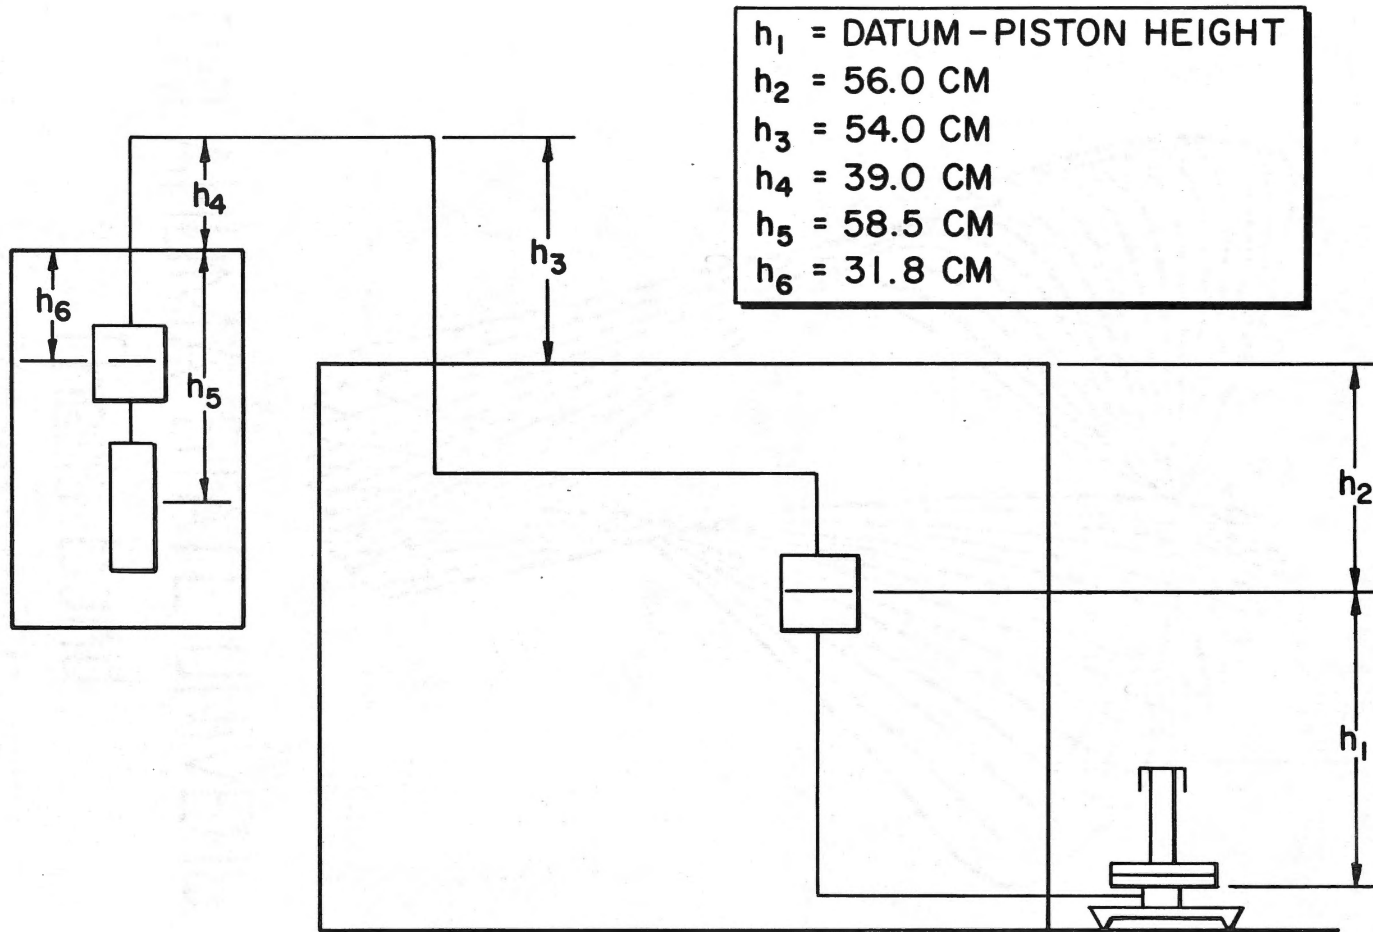 h₁ = DATUM-PISTON HEIGHT
h₂ = 56.0 CM
h₃ = 54.0 CM
h₄ = 39.0 CM
h₅ = 58.5 CM
h₆ = 31.8 CM
h₄
h₃
h₆
h₅
h₂
h₁